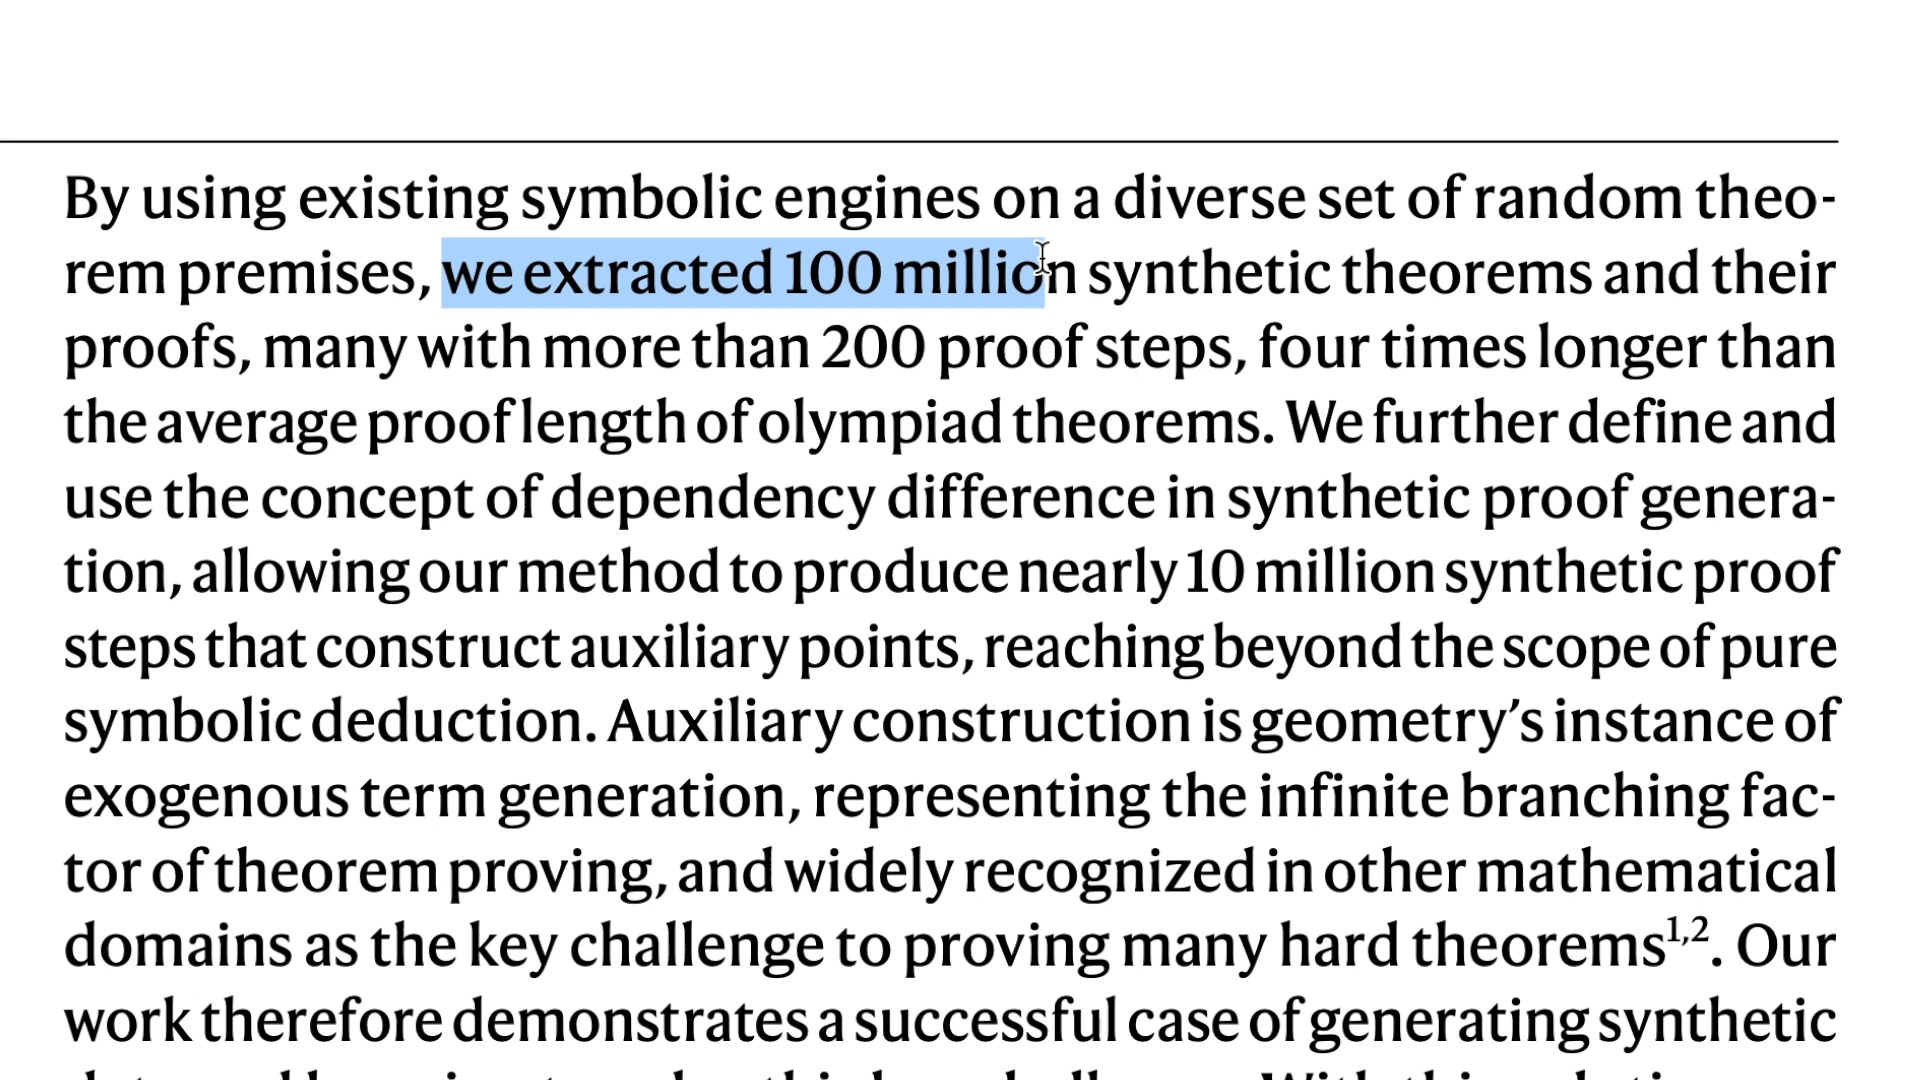 By using existing symbolic engines on a diverse set of random theo-
rem premises, we extracted 100 million synthetic theorems and their
proofs, many with more than 200 proof steps, four times longer than
the average proof length of olympiad theorems. We further define and
use the concept of dependency difference in synthetic proof genera-
tion, allowing our method to produce nearly 10 million synthetic proof
steps that construct auxiliary points, reaching beyond the scope of pure
symbolic deduction. Auxiliary construction is geometry’s instance of
exogenous term generation, representing the infinite branching fac-
tor of theorem proving, and widely recognized in other mathematical
domains as the key challenge to proving many hard theorems1,2. Our
work therefore demonstrates a successful case of generating synthetic